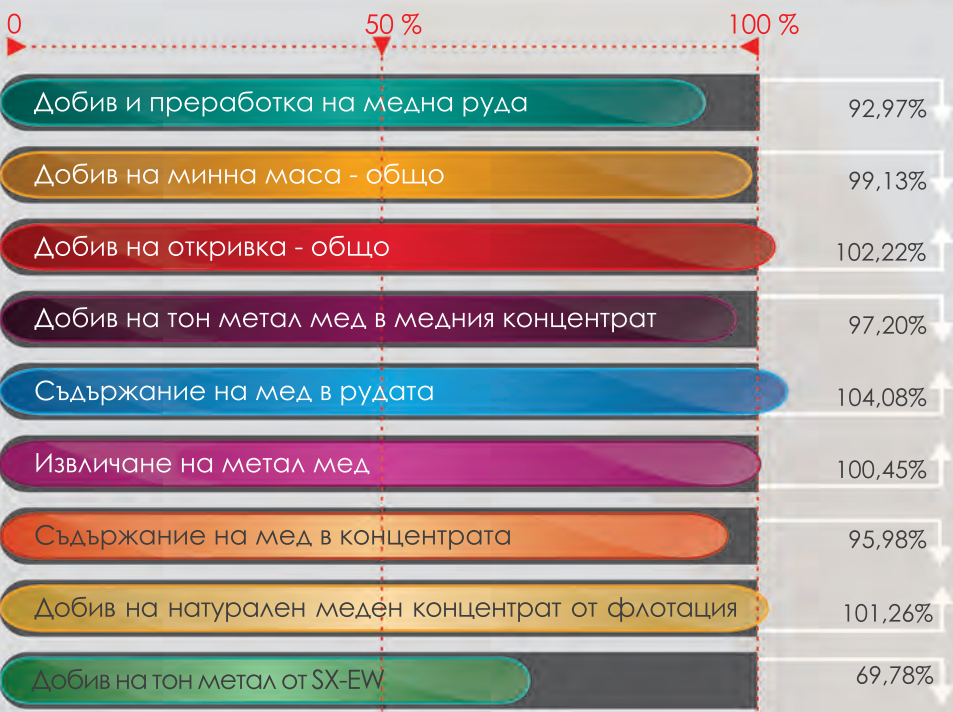 0 50 % 100 %
Добив и преработка на медна руда 92,97%
Добив на минна маса - общо 99,13%
Добив на откривка - общо 102,22%
Добив на тон метал мед в медния концентрат 97,20%
Съдържание на мед в рудата 104,08%
Извличане на метал мед 100,45%
Съдържание на мед в концентрата 95,98%
Добив на натурален меден концентрат от флотация 101,26%
Добив на тон метал от SX-EW 69,78%